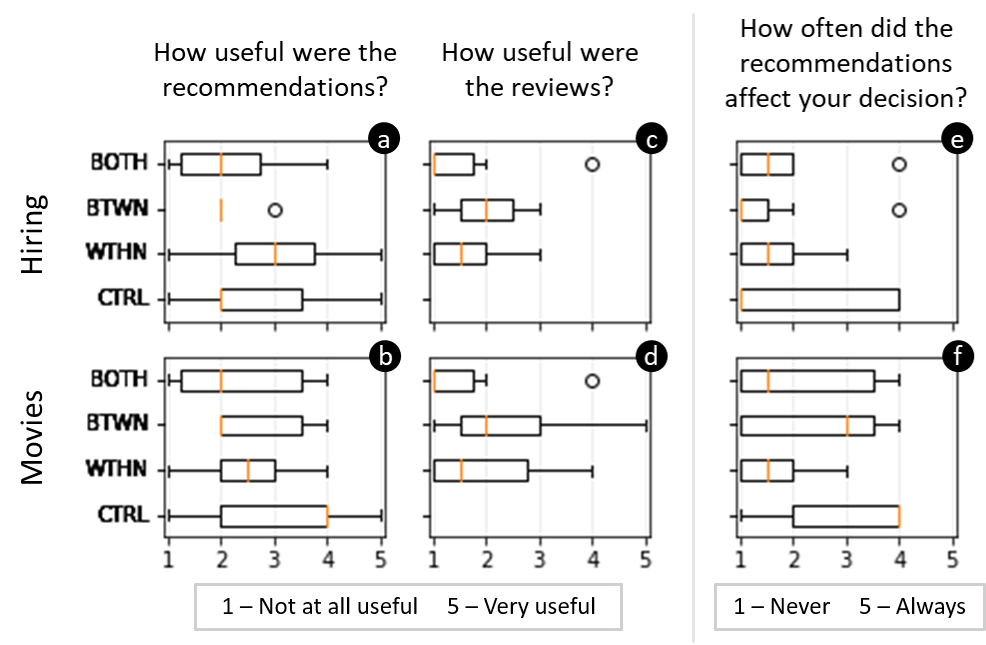 How useful were the
recommendations?
How useful were
the reviews?
How often did the
recommendations
affect your decision?
Hiring
BOTH
BTWN
WTHN
CTRL
a
c
e
Movies
BOTH
BTWN
WTHN
CTRL
b
d
f
1 2 3 4 5
1 2 3 4 5
1 2 3 4 5
1 – Not at all useful 5 – Very useful
1 – Never 5 – Always